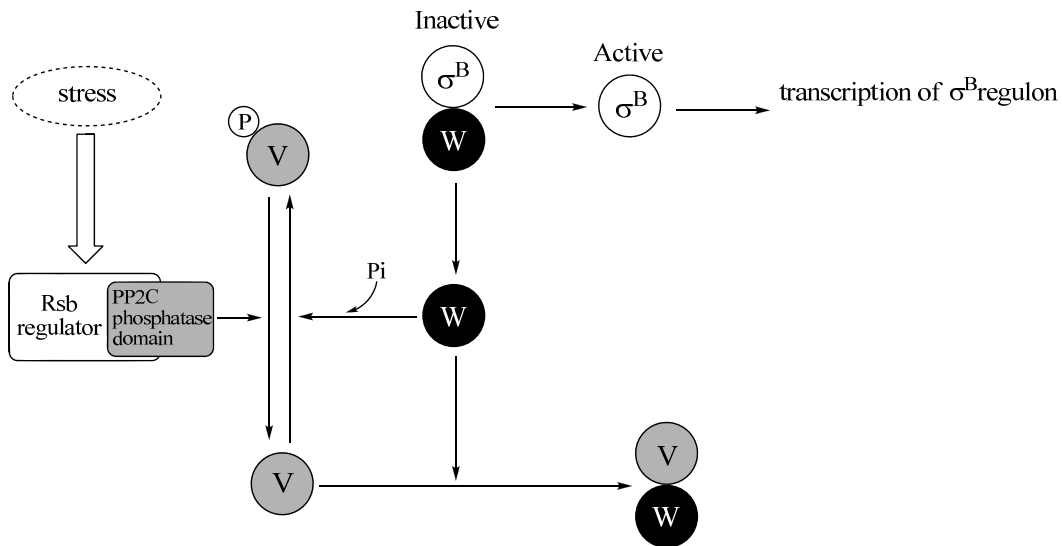 Inactive
Active
stress
σᴮ
σᴮ
transcription of σᴮregulon
P
V
W
Rsb
regulator
PP2C
phosphatase
domain
Pi
W
V
V
W